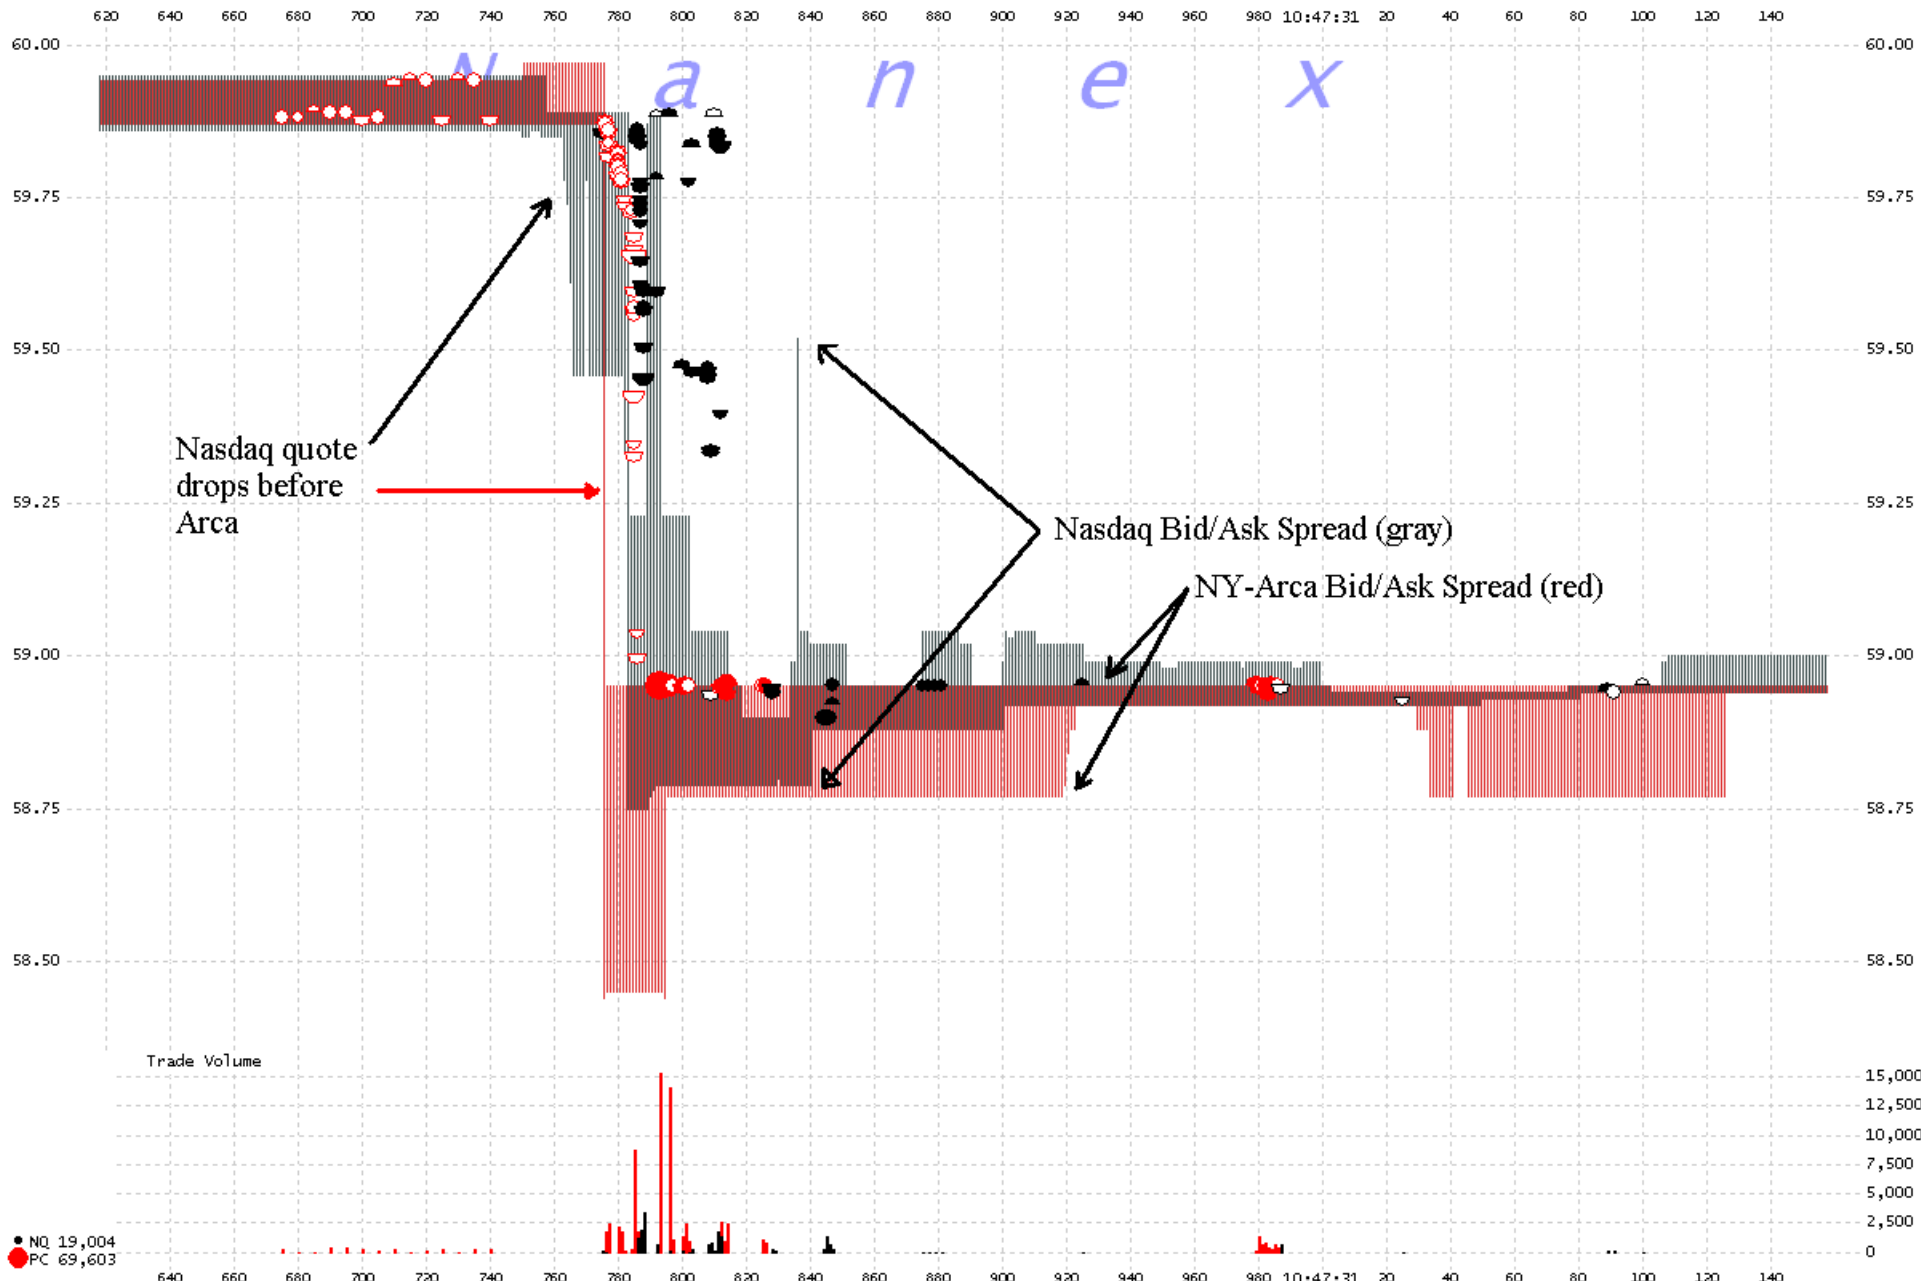 620 640 660 680 700 720 740 760 780 800 820 840 860 880 900 920 940 960 980 10:47:31 20 40 60 80 100 120 140
60.00 60.00
N a n e x
59.75 59.75
59.50 59.50
Nasdaq quote
drops before
Arca
59.25 59.25
Nasdaq Bid/Ask Spread (gray)
NY-Arca Bid/Ask Spread (red)
59.00 59.00
58.75 58.75
58.50 58.50
Trade Volume
15,000
12,500
10,000
7,500
5,000
2,500
NQ 19,004
0
PC 69,603
640 660 680 700 720 740 760 780 800 820 840 860 880 900 920 940 960 980 10:47:31 20 40 60 80 100 120 140